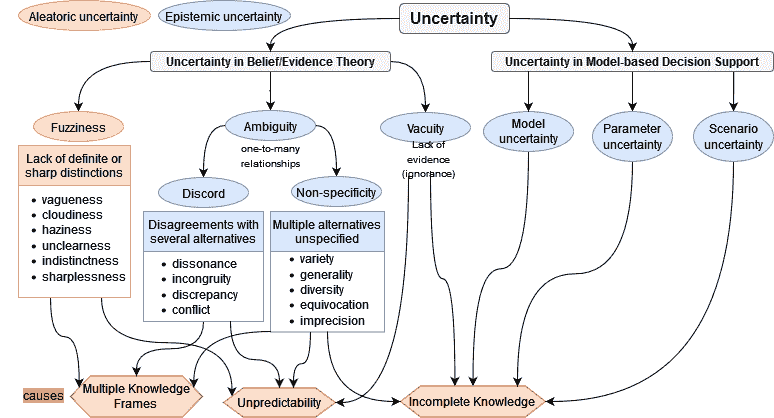 Aleatoric uncertainty
Epistemic uncertainty
Uncertainty
Uncertainty in Belief/Evidence Theory
Uncertainty in Model-based Decision Support
Fuzziness
Ambiguity
one-to-many
relationships
Vacuity
Lack of
evidence
(ignorance)
Model
uncertainty
Parameter
uncertainty
Scenario
uncertainty
Lack of definite or
sharp distinctions
• vagueness
• cloudiness
• haziness
• unclearness
• indistinctness
• sharplessness
Discord
Non-specificity
Disagreements with
several alternatives
• dissonance
• incongruity
• discrepancy
• conflict
Multiple alternatives
unspecified
• variety
• generality
• diversity
• equivocation
• imprecision
causes
Multiple Knowledge
Frames
Unpredictability
Incomplete Knowledge